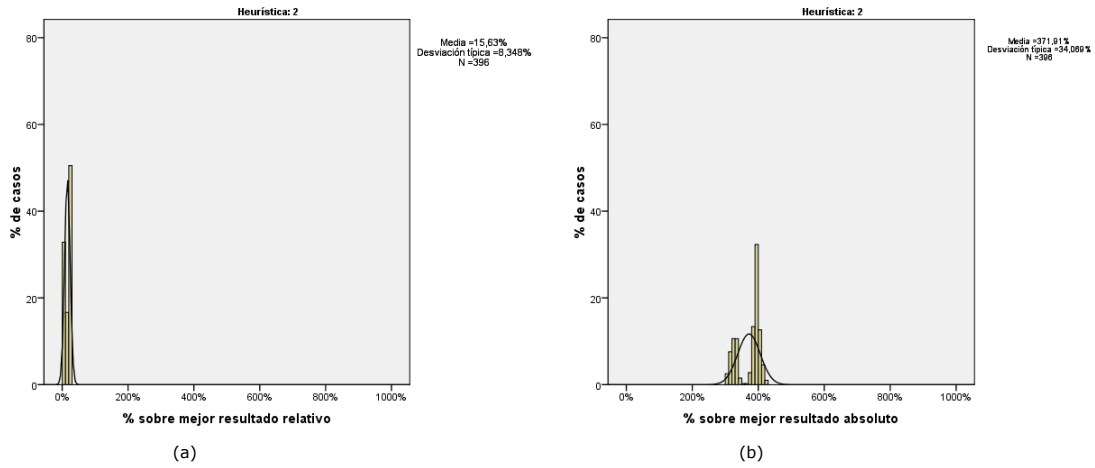 Heurística: 2
Media =15,63%
Desviación típica =8,348%
N =396
80
60
40
20
0
% de casos
0% 200% 400% 600% 800% 1000%
% sobre mejor resultado relativo
(a)
Heurística: 2
Media =371,91%
Desviación típica =34,069%
N =396
80
60
40
20
0
% de casos
0% 200% 400% 600% 800% 1000%
% sobre mejor resultado absoluto
(b)